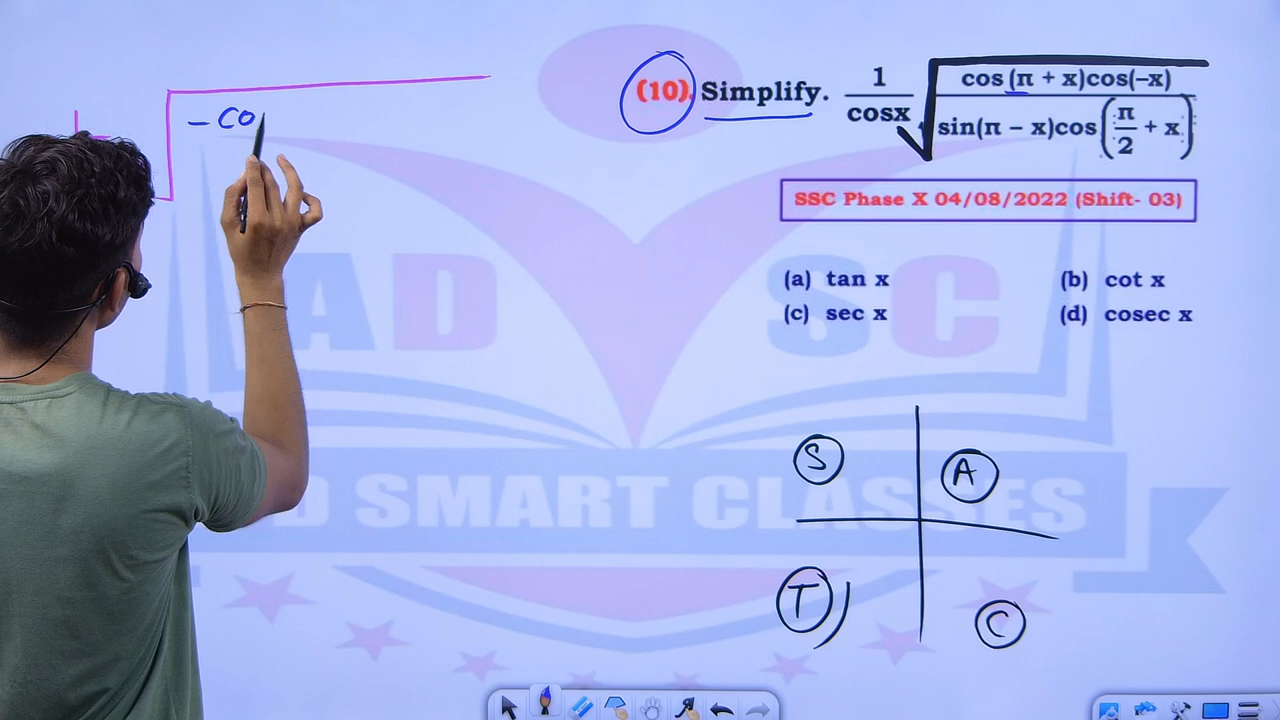 - CO
(10). Simplify. 1/cosx √(cos(π + x)cos(–x) / sin(π – x)cos(π/2 + x))
SSC Phase X 04/08/2022 (Shift- 03)
(a) tan x (b) cot x
(c) sec x (d) cosec x
AD SC
S A
D SMART CLASSES
T C